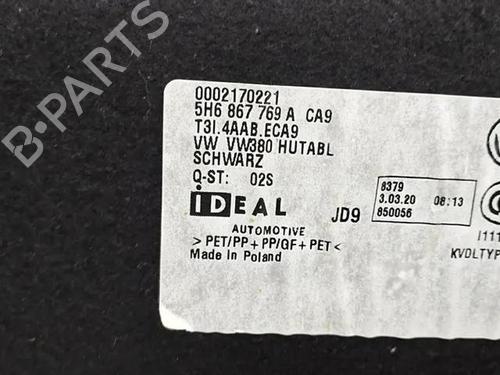 B-PARTS
0002170221
5H6 867 769 A CA9
T3I.4AAB.ECA9
VW VW380 HUTABL
SCHWARZ
Q-ST: 02S
8379
3.03.20 08:13
850056
iDEAL
JD9
AUTOMOTIVE
> PET/PP + PP/GF + PET <
Made in Poland
KVDLTYP